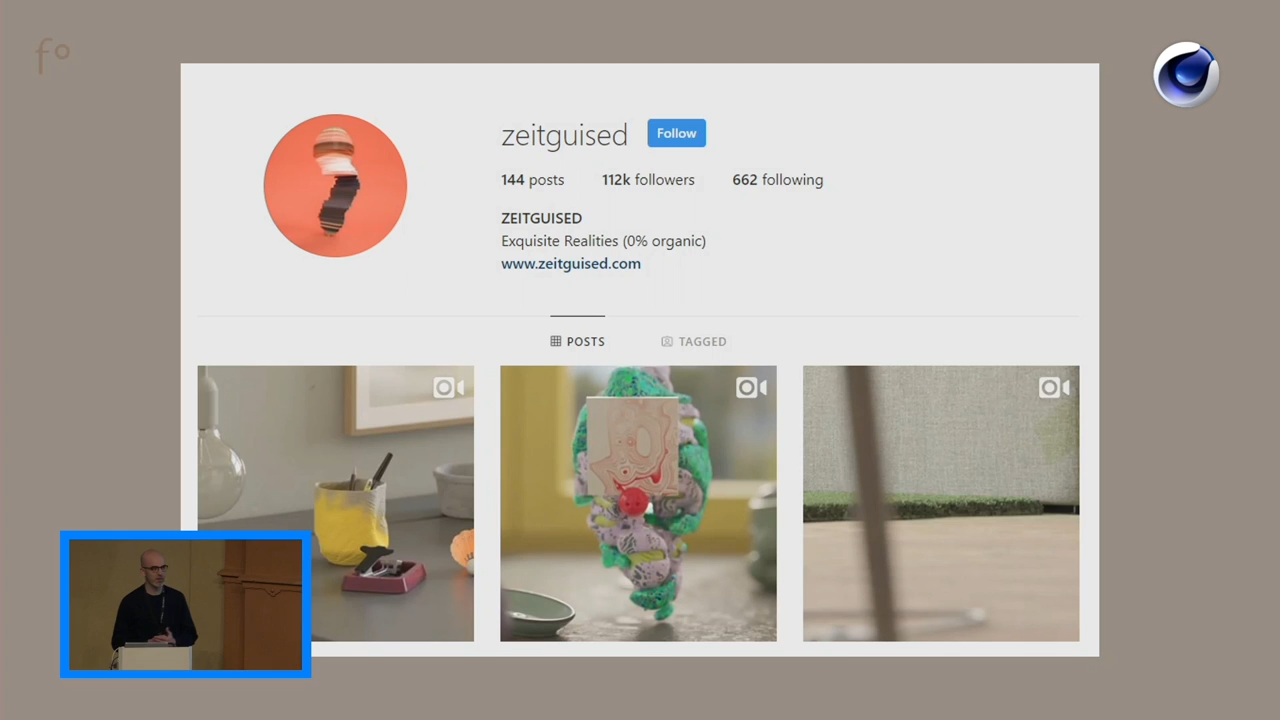 f°
zeitguised
Follow
144 posts 112k followers 662 following
ZEITGUISED
Exquisite Realities (0% organic)
www.zeitguised.com
POSTS TAGGED